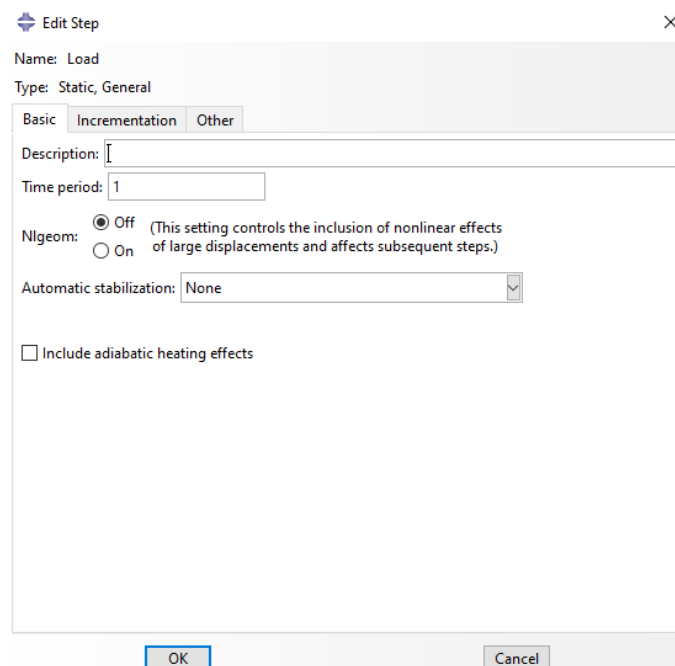 Edit Step
Name: Load
Type: Static, General
Basic Incrementation Other
Description:
Time period: 1
Nlgeom: Off (This setting controls the inclusion of nonlinear effects
On of large displacements and affects subsequent steps.)
Automatic stabilization: None
Include adiabatic heating effects
OK Cancel